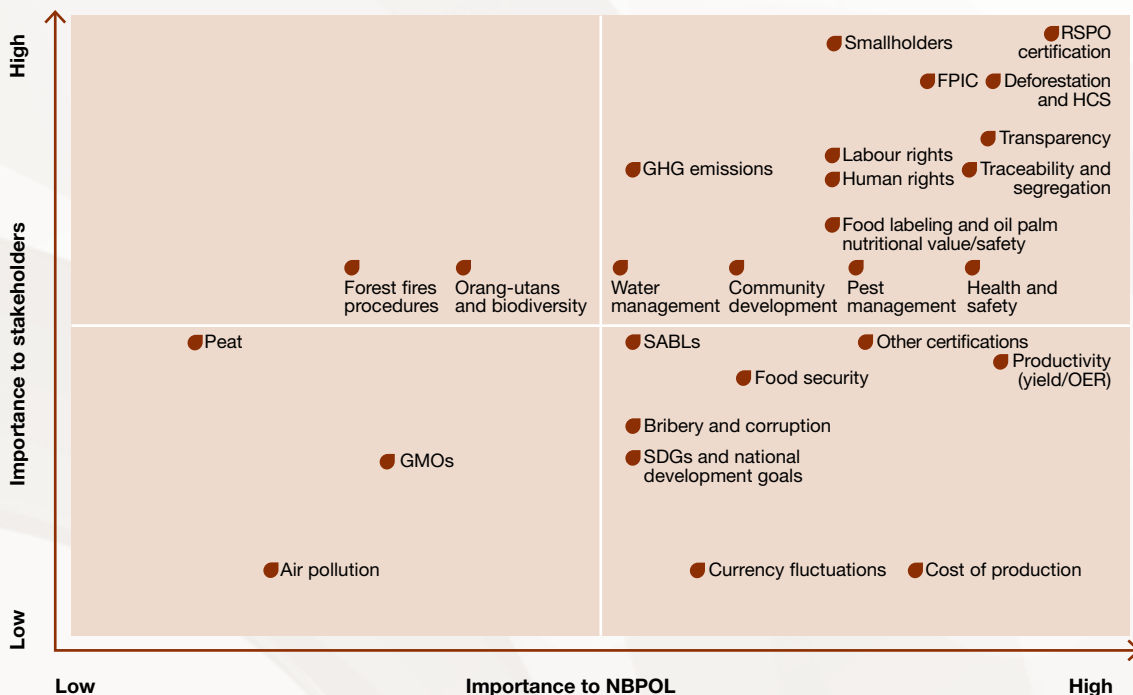 High
Importance to stakeholders
Low
Smallholders
RSPO
certification
FPIC
Deforestation
and HCS
Transparency
GHG emissions
Labour rights
Human rights
Traceability and
segregation
Food labeling and oil palm
nutritional value/safety
Forest fires
procedures
Orang-utans
and biodiversity
Water
management
Community
development
Pest
management
Health and
safety
Peat
SABLs
Other certifications
Productivity
(yield/OER)
Food security
Bribery and corruption
GMOs
SDGs and national
development goals
Air pollution
Currency fluctuations
Cost of production
Low
Importance to NBPOL
High